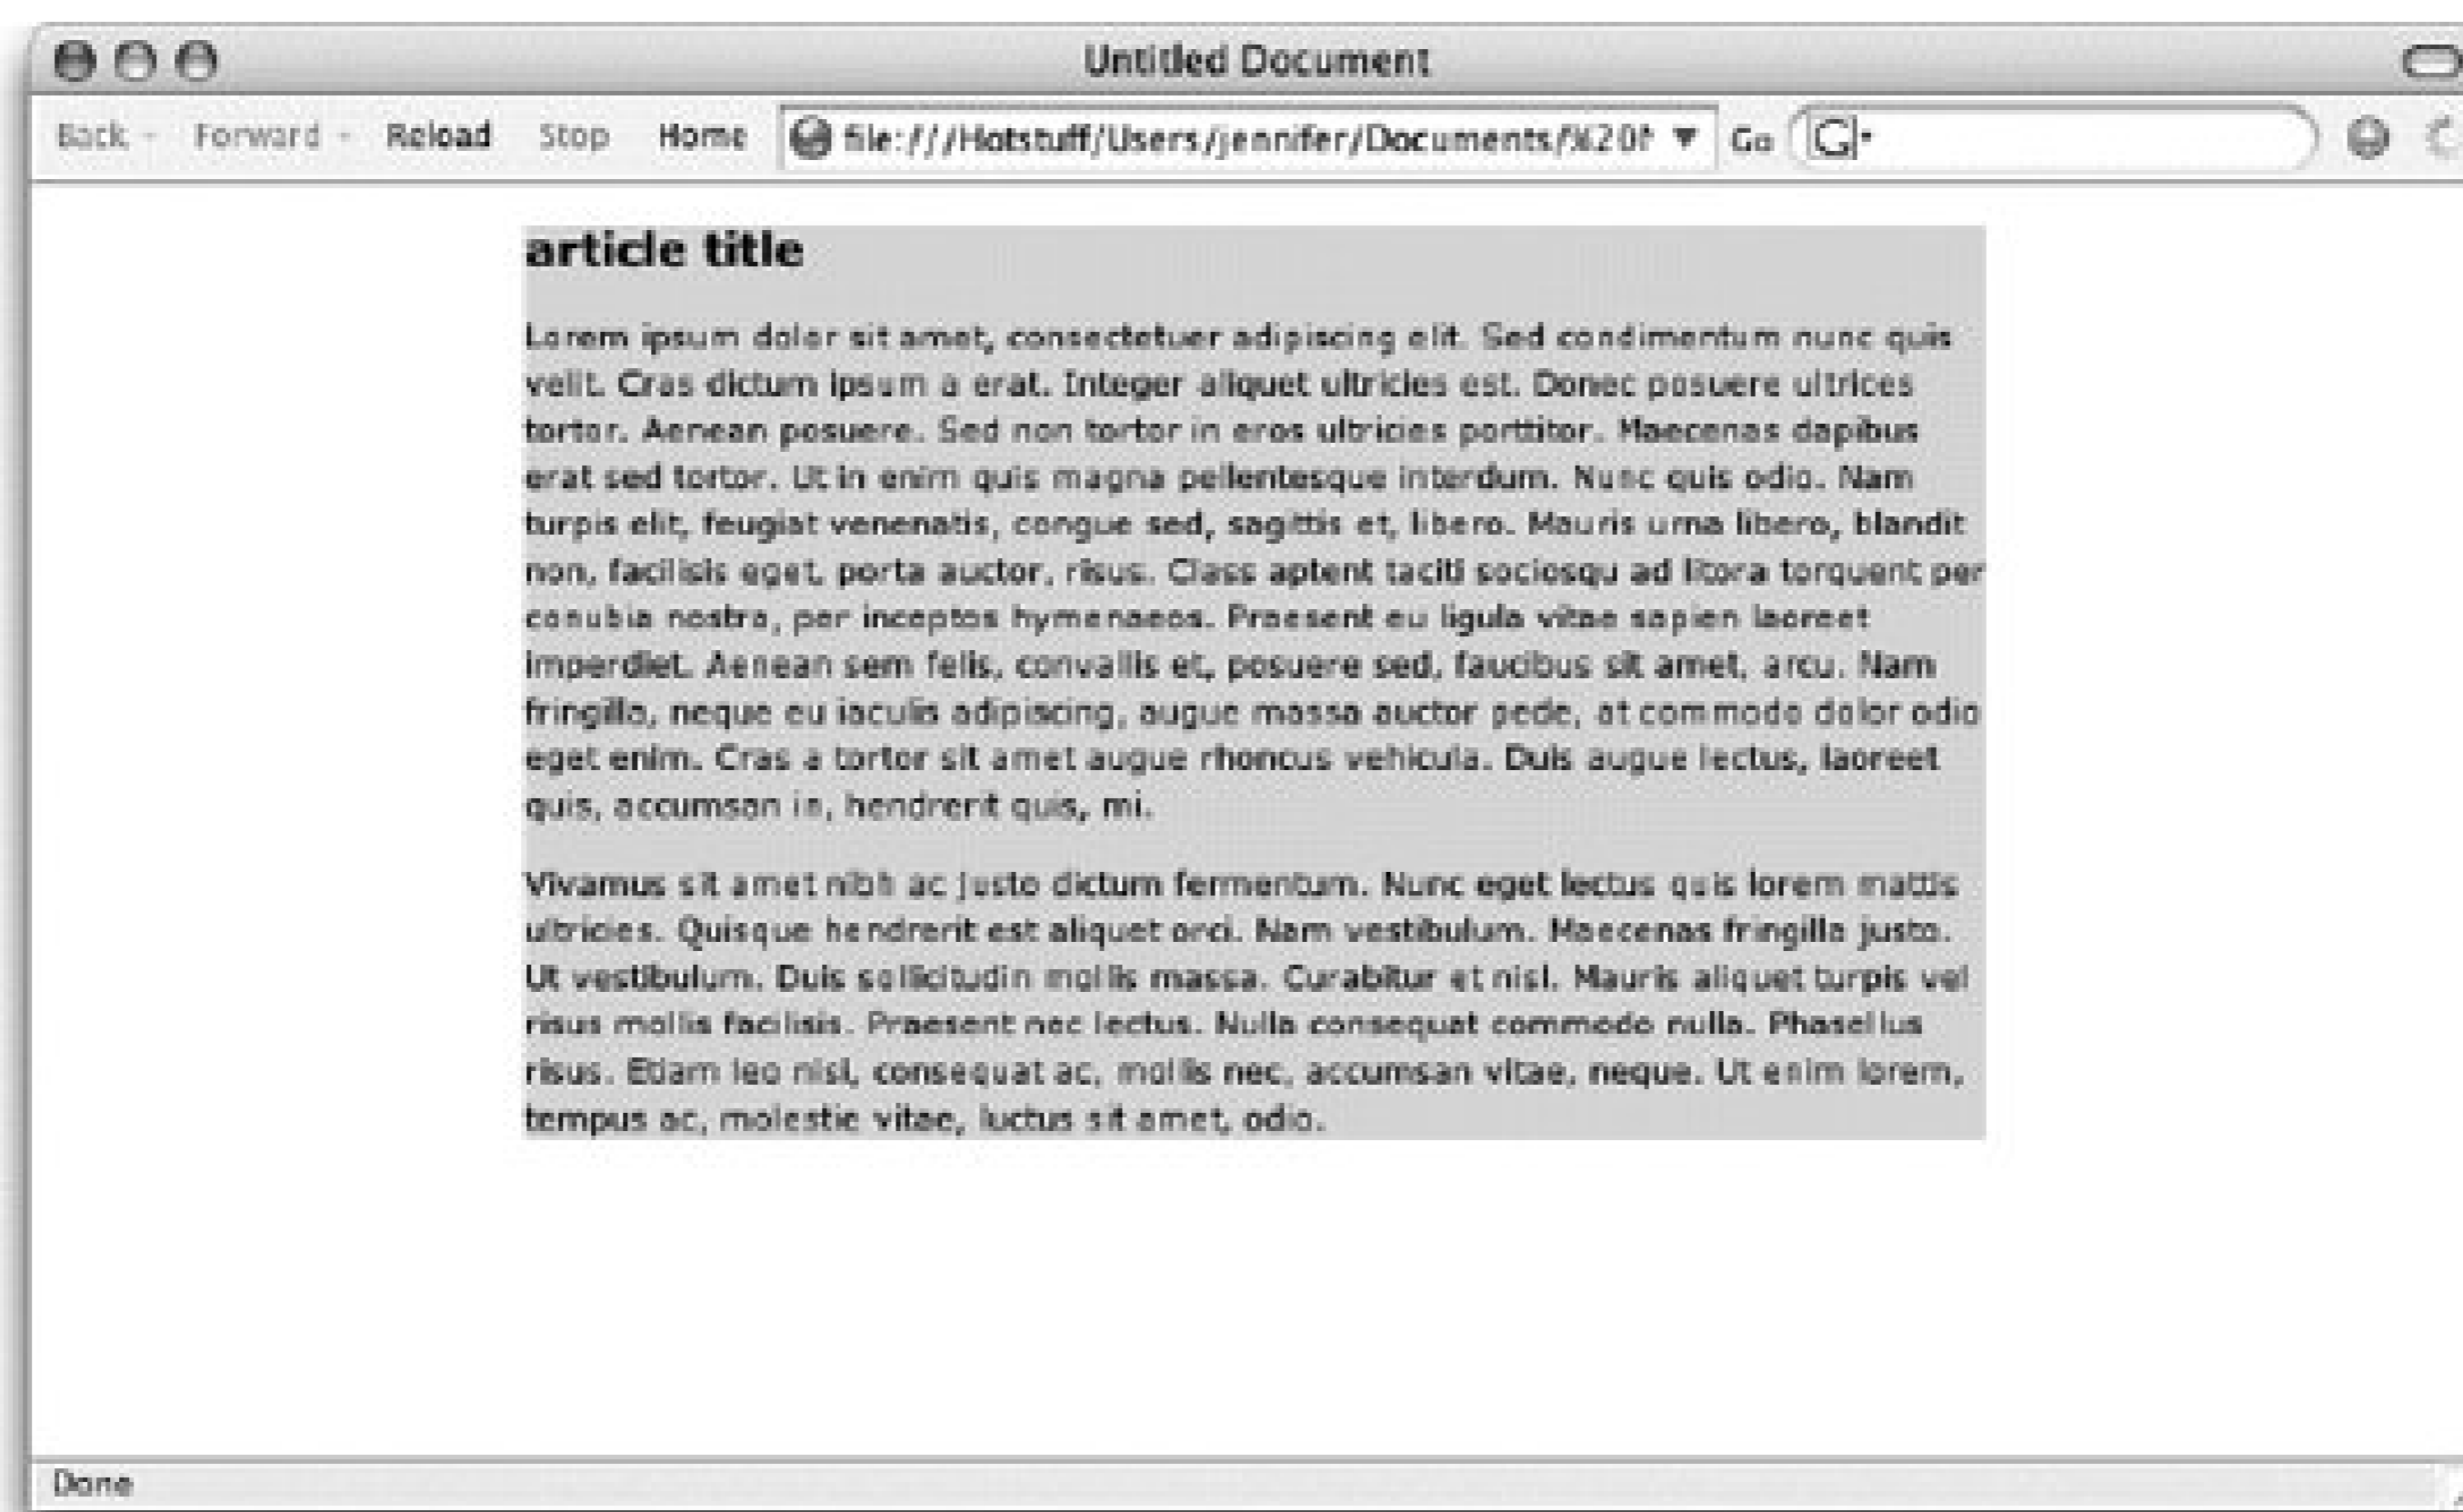 Untitled Document
Back Forward Reload Stop Home file:///Hotstuff/Users/jennifer/Documents/f%20f Go G
article title
Lorem ipsum dolor sit amet, consectetuer adipiscing elit. Sed condimentum nunc quis
velit. Cras dictum ipsum a erat. Integer aliquet ultricies est. Donec posuere ultrices
tortor. Aenean posuere. Sed non tortor in eros ultricies porttitor. Maecenas dapibus
erat sed tortor. Ut in enim quis magna pellentesque interdum. Nunc quis odio. Nam
turpis elit, feugiat venenatis, congue sed, sagittis et, libero. Mauris urna libero, blandit
non, facilisis eget, porta auctor, risus. Class aptent taciti sociosqu ad litora torquent per
conubia nostra, per inceptos hymenaeos. Praesent eu ligula vitae sapien laoreet
imperdiet. Aenean sem felis, convallis et, posuere sed, faucibus sit amet, arcu. Nam
fringilla, neque eu iaculis adipiscing, augue massa auctor pede, at commodo dolor odio
eget enim. Cras a tortor sit amet augue rhoncus vehicula. Duis augue lectus, laoreet
quis, accumsan in, hendrerit quis, mi.
Vivamus sit amet nibh ac justo dictum fermentum. Nunc eget lectus quis lorem mattis
ultricies. Quisque hendrerit est aliquet orci. Nam vestibulum. Maecenas fringilla justo.
Ut vestibulum. Duis sollicitudin mollis massa. Curabitur et nisl. Mauris aliquet turpis vel
risus mollis facilisis. Praesent nec lectus. Nulla consequat commodo nulla. Phasellus
risus. Etiam leo nisl, consequat ac, mollis nec, accumsan vitae, neque. Ut enim lorem,
tempus ac, molestie vitae, luctus sit amet, odio.
Done